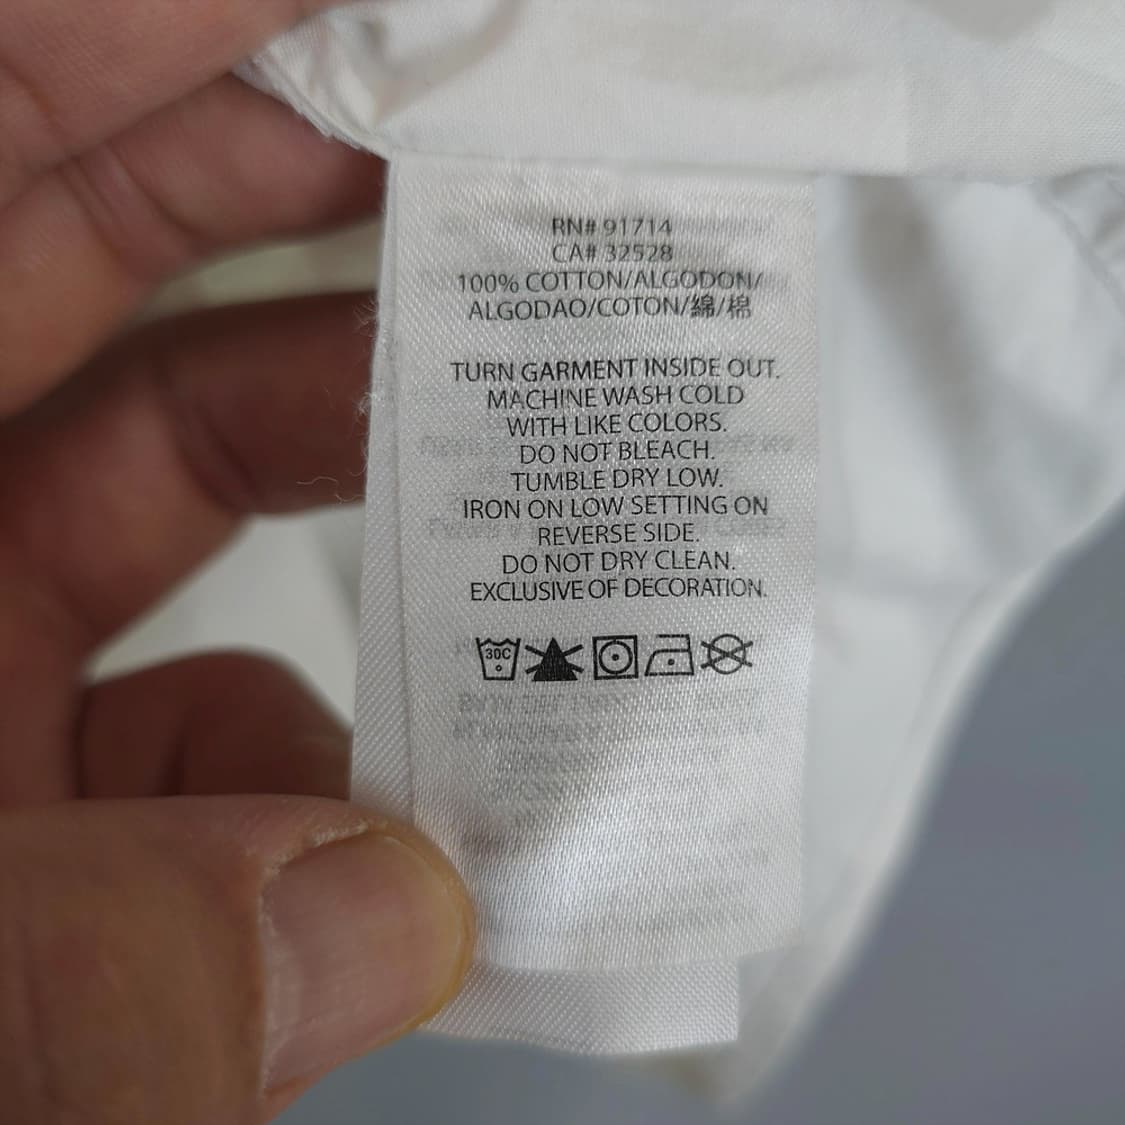 RN# 91714
CA# 32528
100% COTTON/ALGODON/
ALGODAO/COTON/綿/棉
TURN GARMENT INSIDE OUT.
MACHINE WASH COLD
WITH LIKE COLORS.
DO NOT BLEACH.
TUMBLE DRY LOW.
IRON ON LOW SETTING ON
REVERSE SIDE.
DO NOT DRY CLEAN.
EXCLUSIVE OF DECORATION.
30C